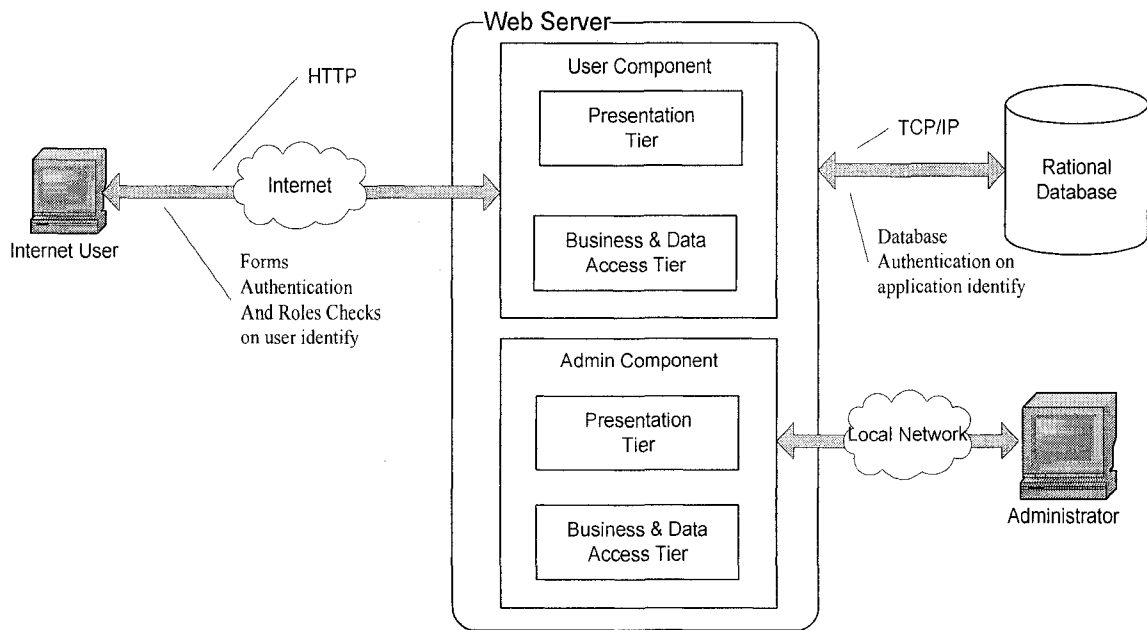 Web Server
HTTP
User Component
Presentation
Tier
Business & Data
Access Tier
Internet
Internet User
Forms
Authentication
And Roles Checks
on user identify
TCP/IP
Rational
Database
Database
Authentication on
application identify
Admin Component
Presentation
Tier
Business & Data
Access Tier
Local Network
Administrator